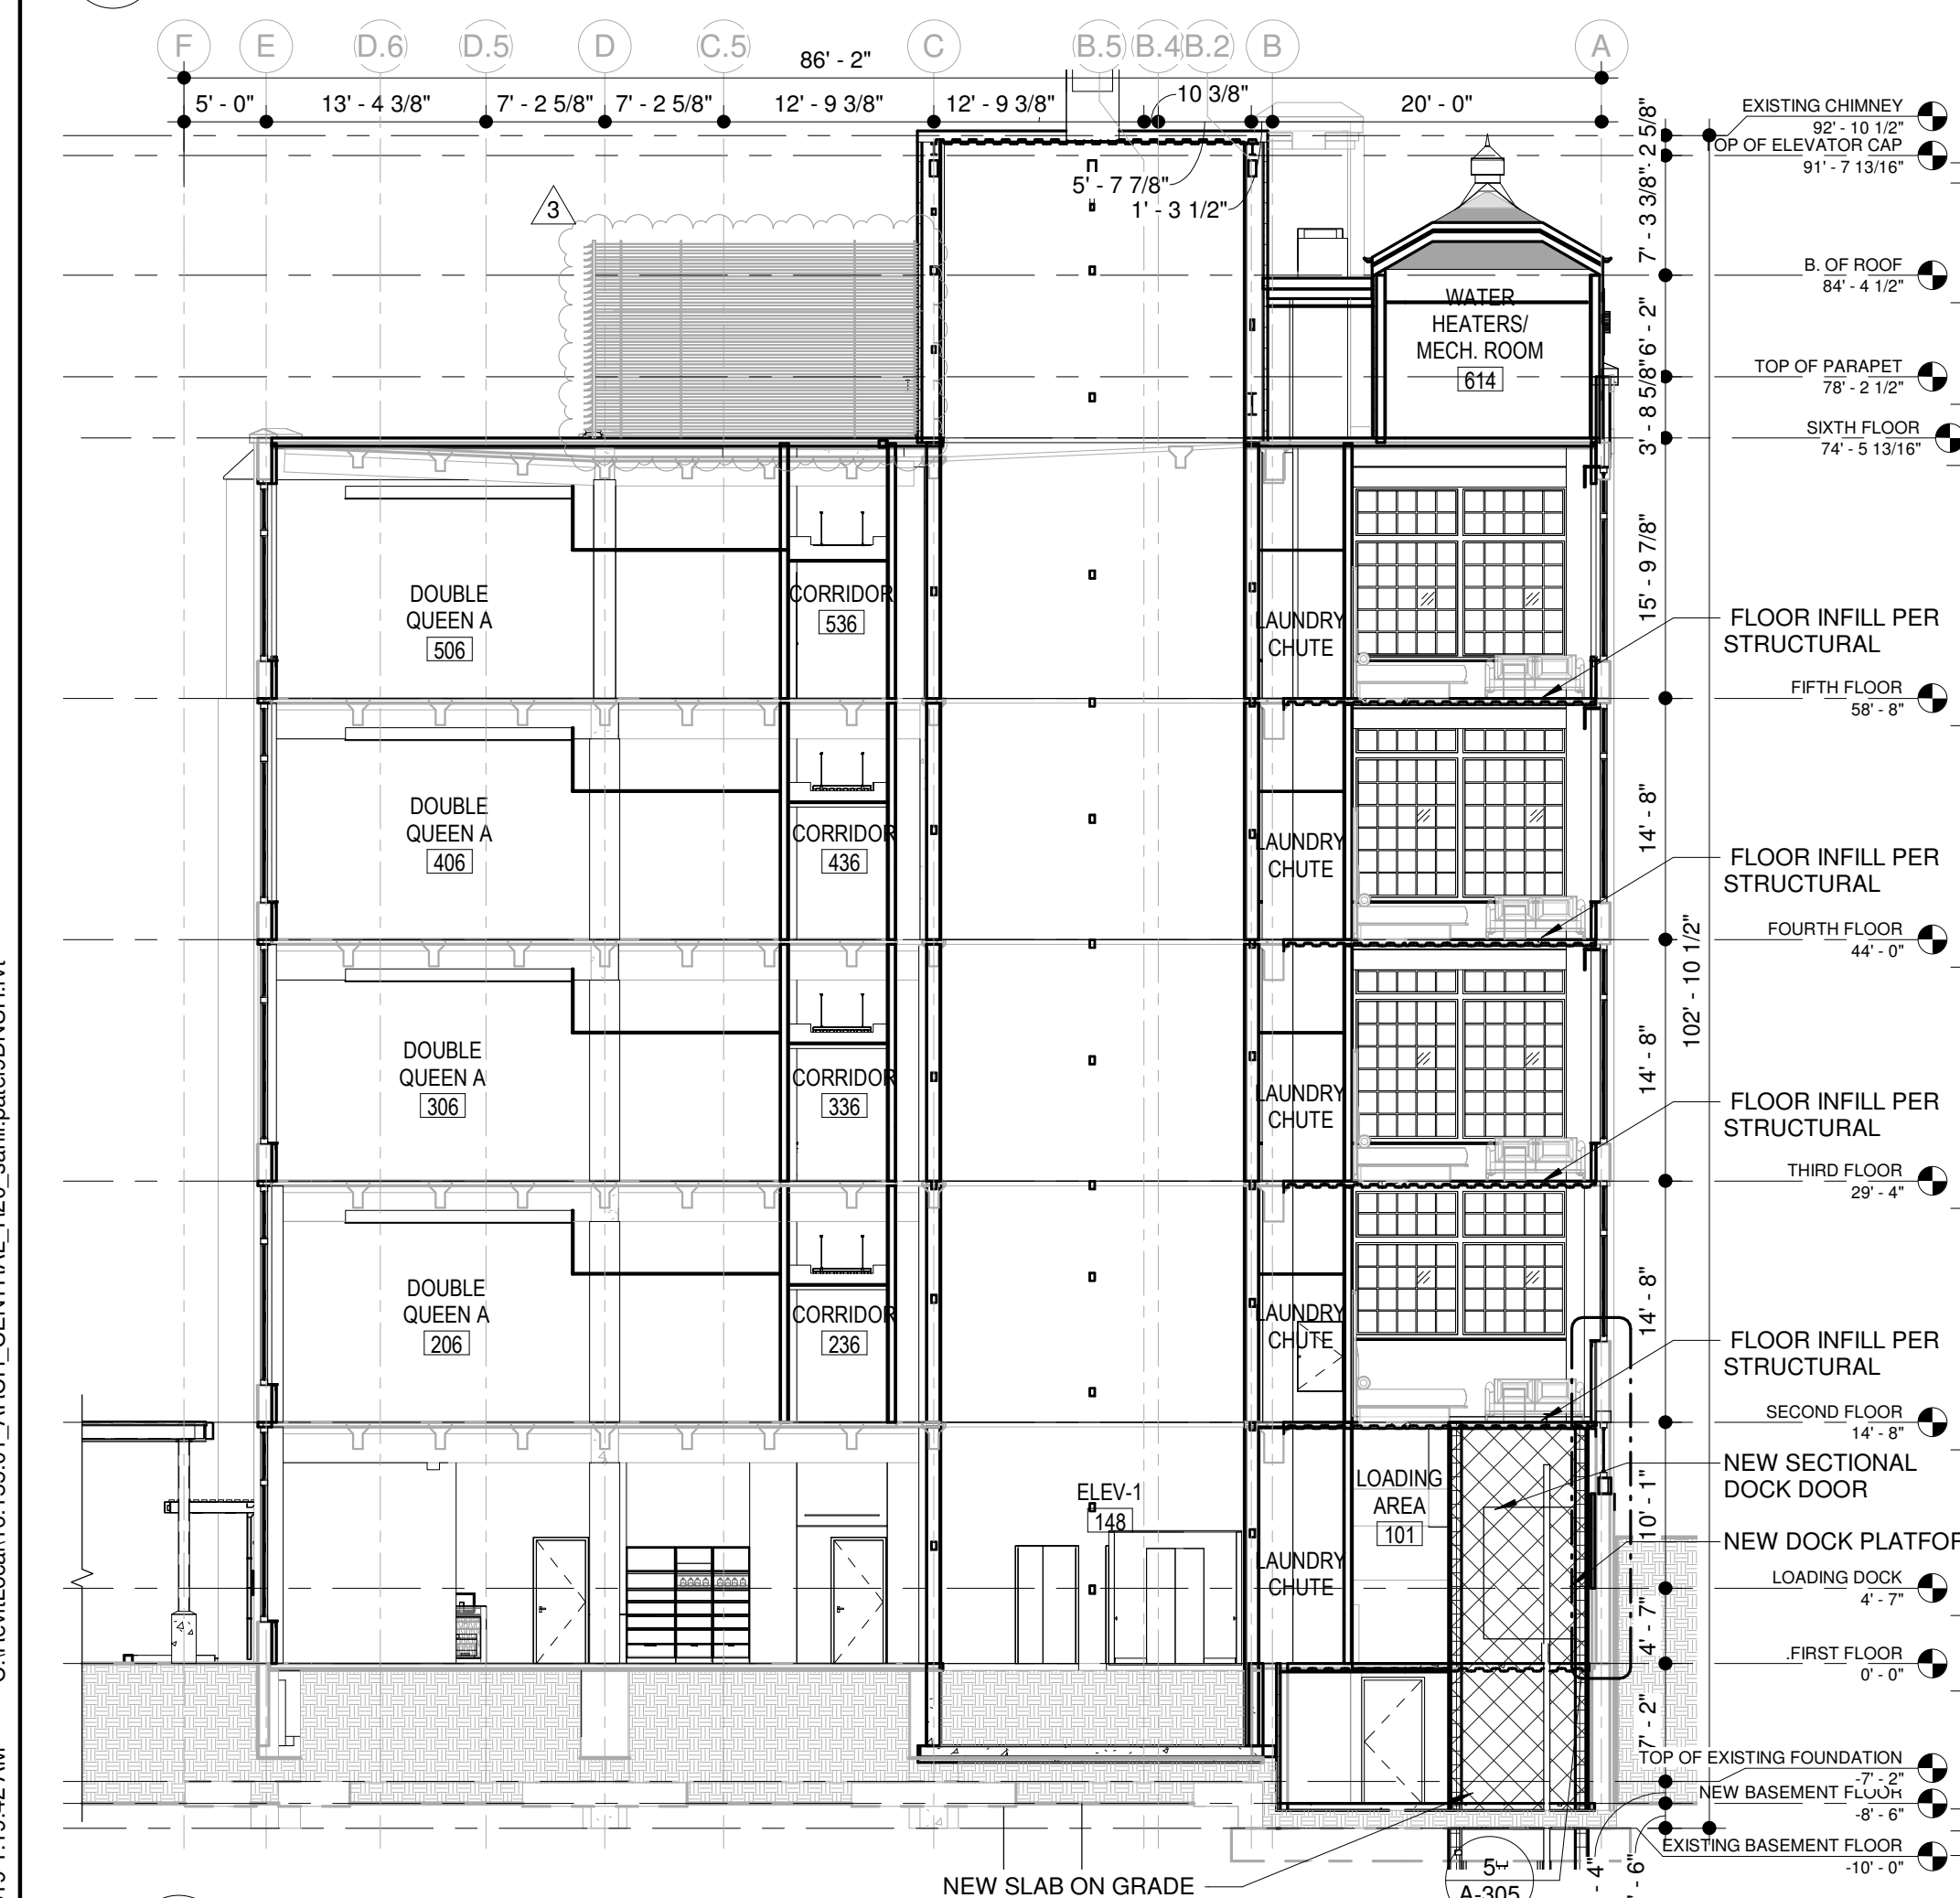 F E D.6 D.5 D C.5 C B.5 B.4 B.2 B A
86' - 2"
5' - 0" 13' - 4 3/8" 7' - 2 5/8" 7' - 2 5/8" 12' - 9 3/8" 12' - 9 3/8" 10 3/8" 20' - 0"
5' - 7 7/8"
1' - 3 1/2"
3
EXISTING CHIMNEY
92' - 10 1/2"
OP OF ELEVATOR CAP
91' - 7 13/16"
2 5/8"
7' - 3 3/8"
B. OF ROOF
84' - 4 1/2"
6' - 2"
WATER
HEATERS/
MECH. ROOM
614
TOP OF PARAPET
78' - 2 1/2"
3' - 8 5/8"
SIXTH FLOOR
74' - 5 13/16"
15' - 9 7/8"
DOUBLE
QUEEN A
506
CORRIDOR
536
LAUNDRY
CHUTE
FLOOR INFILL PER
STRUCTURAL
FIFTH FLOOR
58' - 8"
14' - 8"
DOUBLE
QUEEN A
406
CORRIDOR
436
LAUNDRY
CHUTE
FLOOR INFILL PER
STRUCTURAL
FOURTH FLOOR
44' - 0"
102' - 10 1/2"
14' - 8"
DOUBLE
QUEEN A
306
CORRIDOR
336
LAUNDRY
CHUTE
FLOOR INFILL PER
STRUCTURAL
THIRD FLOOR
29' - 4"
14' - 8"
DOUBLE
QUEEN A
206
CORRIDOR
236
LAUNDRY
CHUTE
FLOOR INFILL PER
STRUCTURAL
SECOND FLOOR
14' - 8"
NEW SECTIONAL
DOCK DOOR
10' - 1"
ELEV-1
148
LOADING
AREA
101
LAUNDRY
CHUTE
NEW DOCK PLATFOR
LOADING DOCK
4' - 7"
4' - 7"
.FIRST FLOOR
0' - 0"
7' - 2"
TOP OF EXISTING FOUNDATION
-7' - 2"
NEW BASEMENT FLOOR
-8' - 6"
EXISTING BASEMENT FLOOR
-10' - 0"
NEW SLAB ON GRADE
5
A-305
- 4"
' - 6"